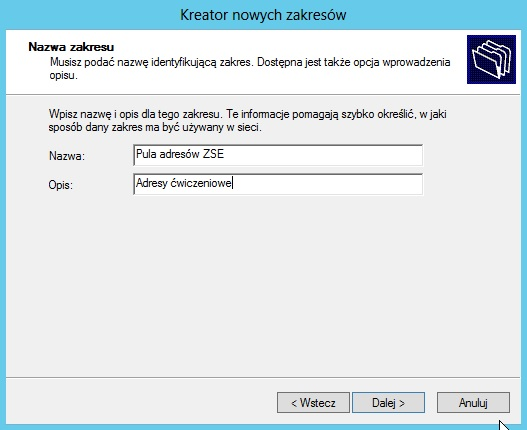 Kreator nowych zakresów
Nazwa zakresu
Musisz podać nazwę identyfikującą zakres. Dostępna jest także opcja wprowadzenia
opisu.
Wpisz nazwę i opis dla tego zakresu. Te informacje pomagają szybko określić, w jaki
sposób dany zakres ma być używany w sieci.
Nazwa: Pula adresów ZSE
Opis: Adresy ćwiczeniowe
< Wstecz Dalej > Anuluj